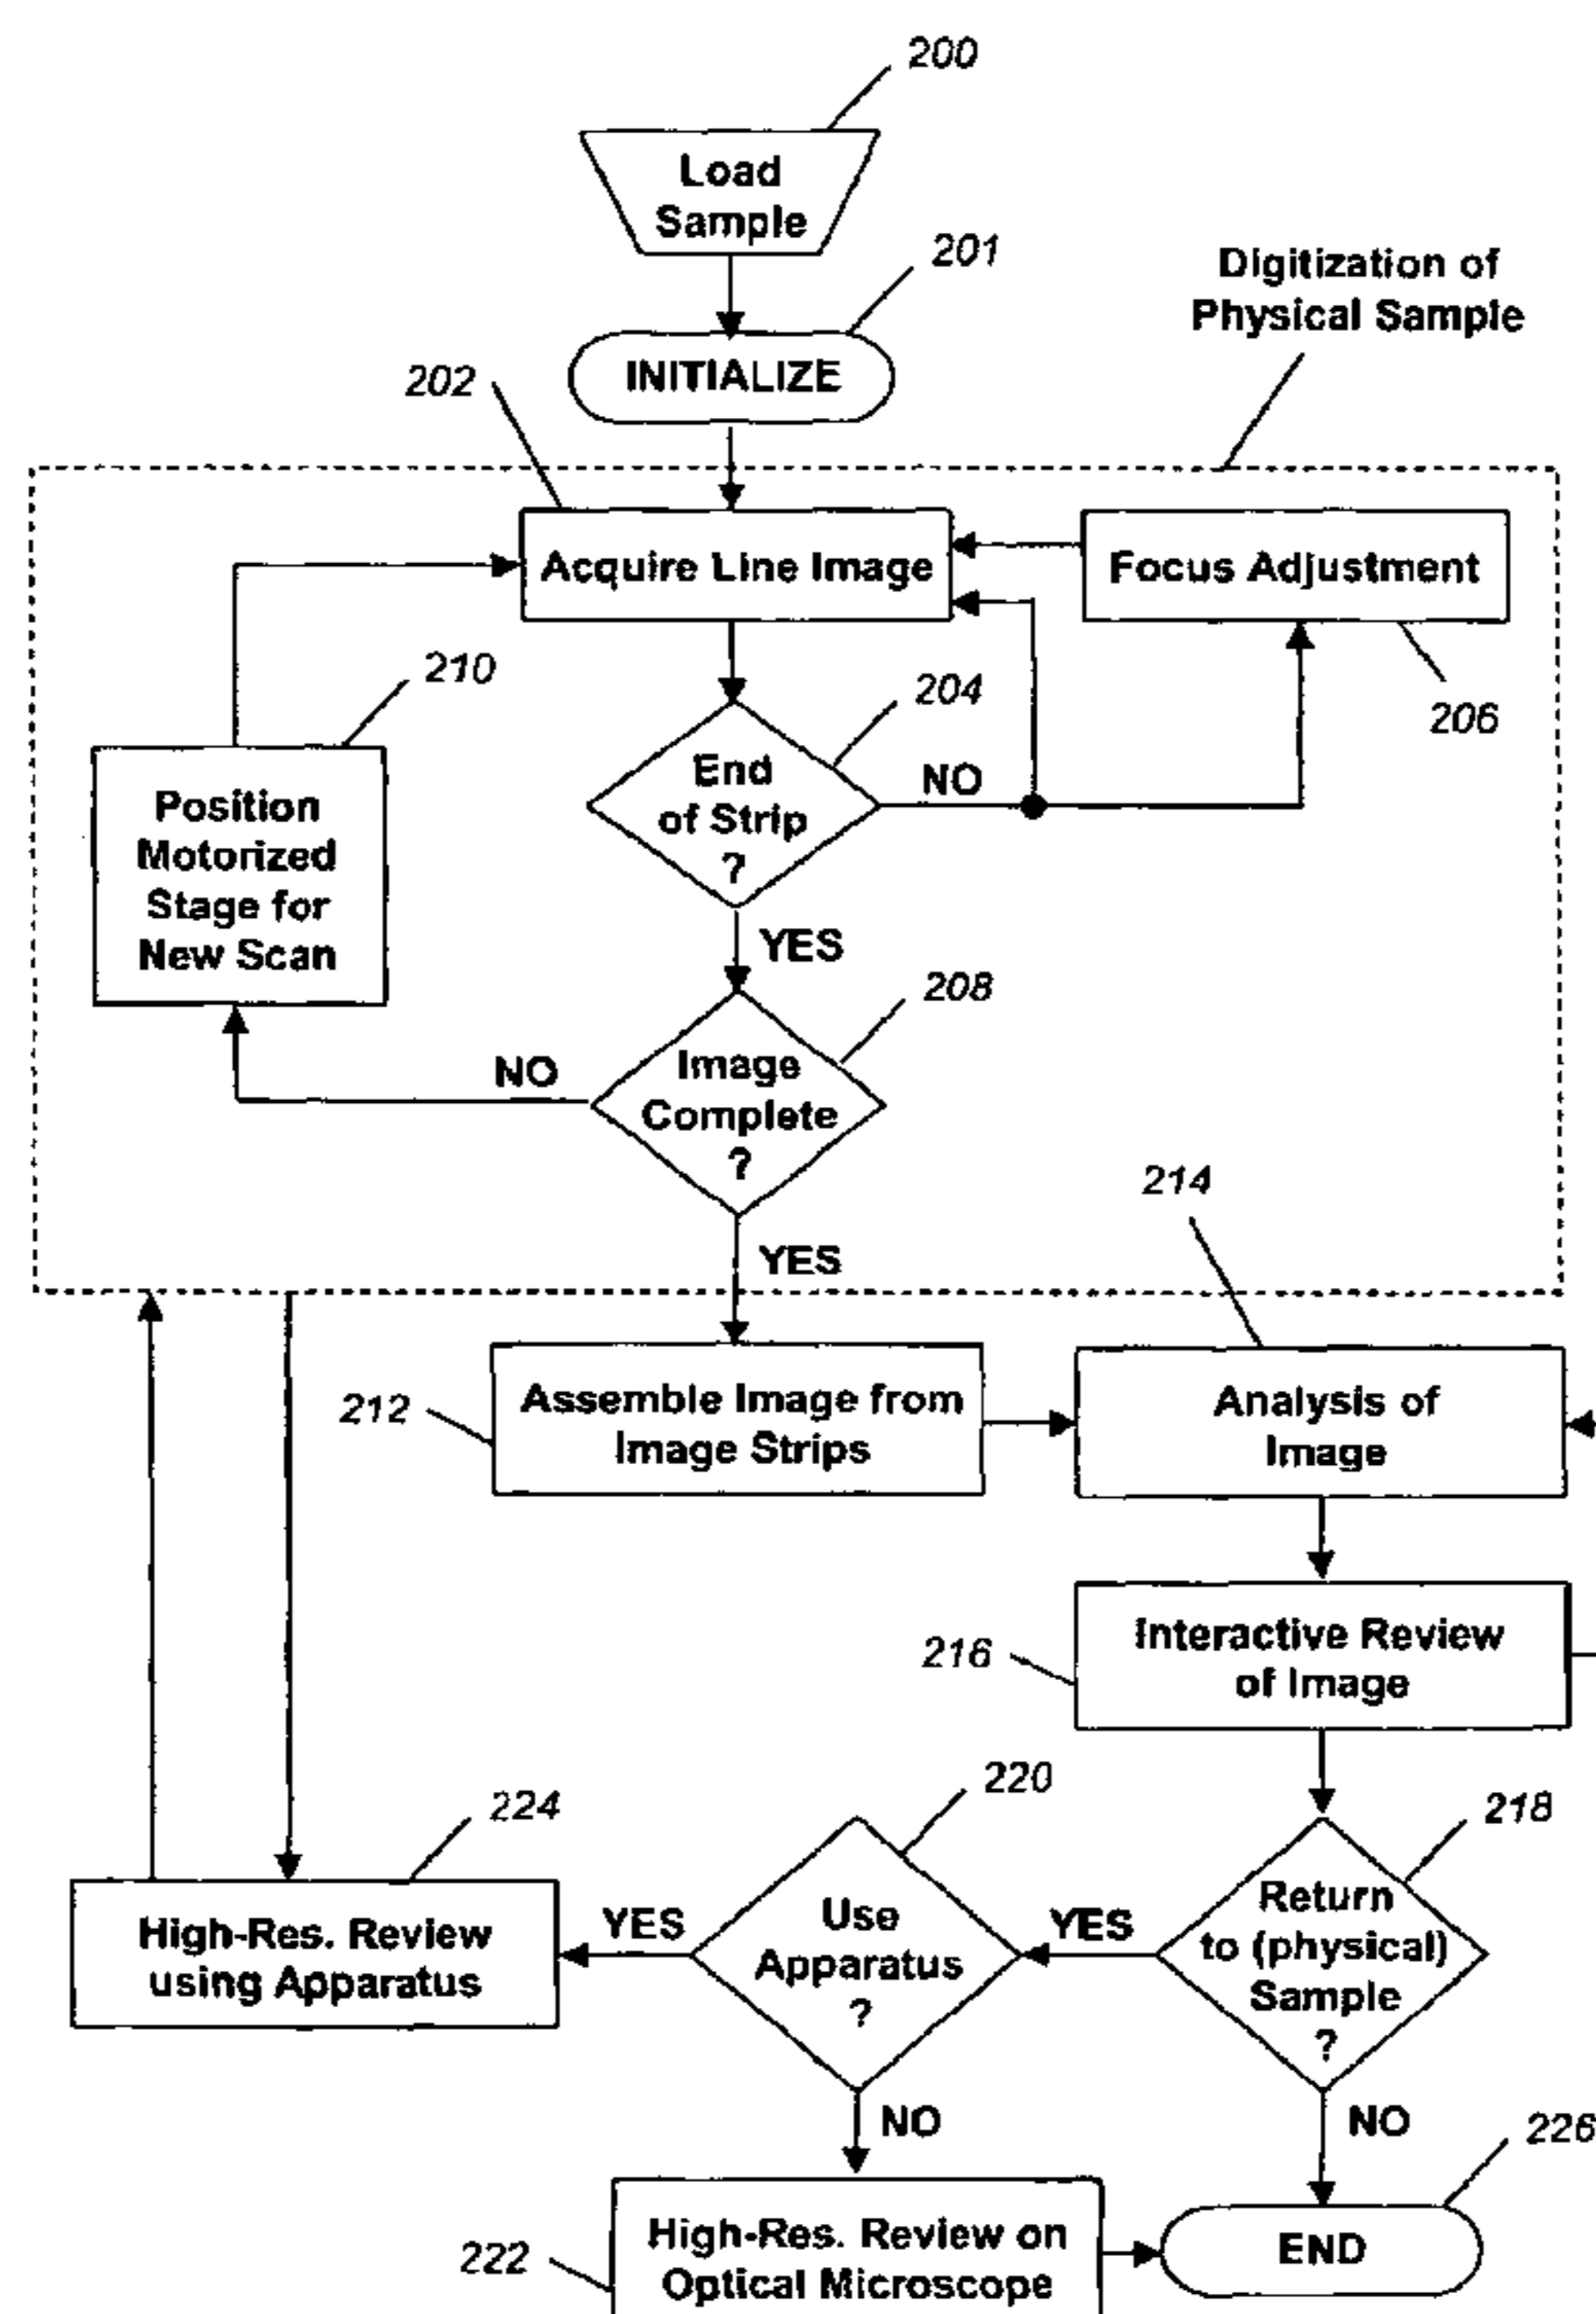 200
Load
Sample
201
INITIALIZE
Digitization of
Physical Sample
202
Acquire Line Image
Focus Adjustment
206
210
Position
Motorized
Stage for
New Scan
204
End
of Strip
?
NO
YES
208
Image
Complete
?
NO
YES
212
Assemble Image from
Image Strips
214
Analysis of
Image
216
Interactive Review
of Image
218
Return
to (physical)
Sample
?
YES
NO
220
Use
Apparatus
?
YES
NO
224
High-Res. Review
using Apparatus
222
High-Res. Review on
Optical Microscope
226
END